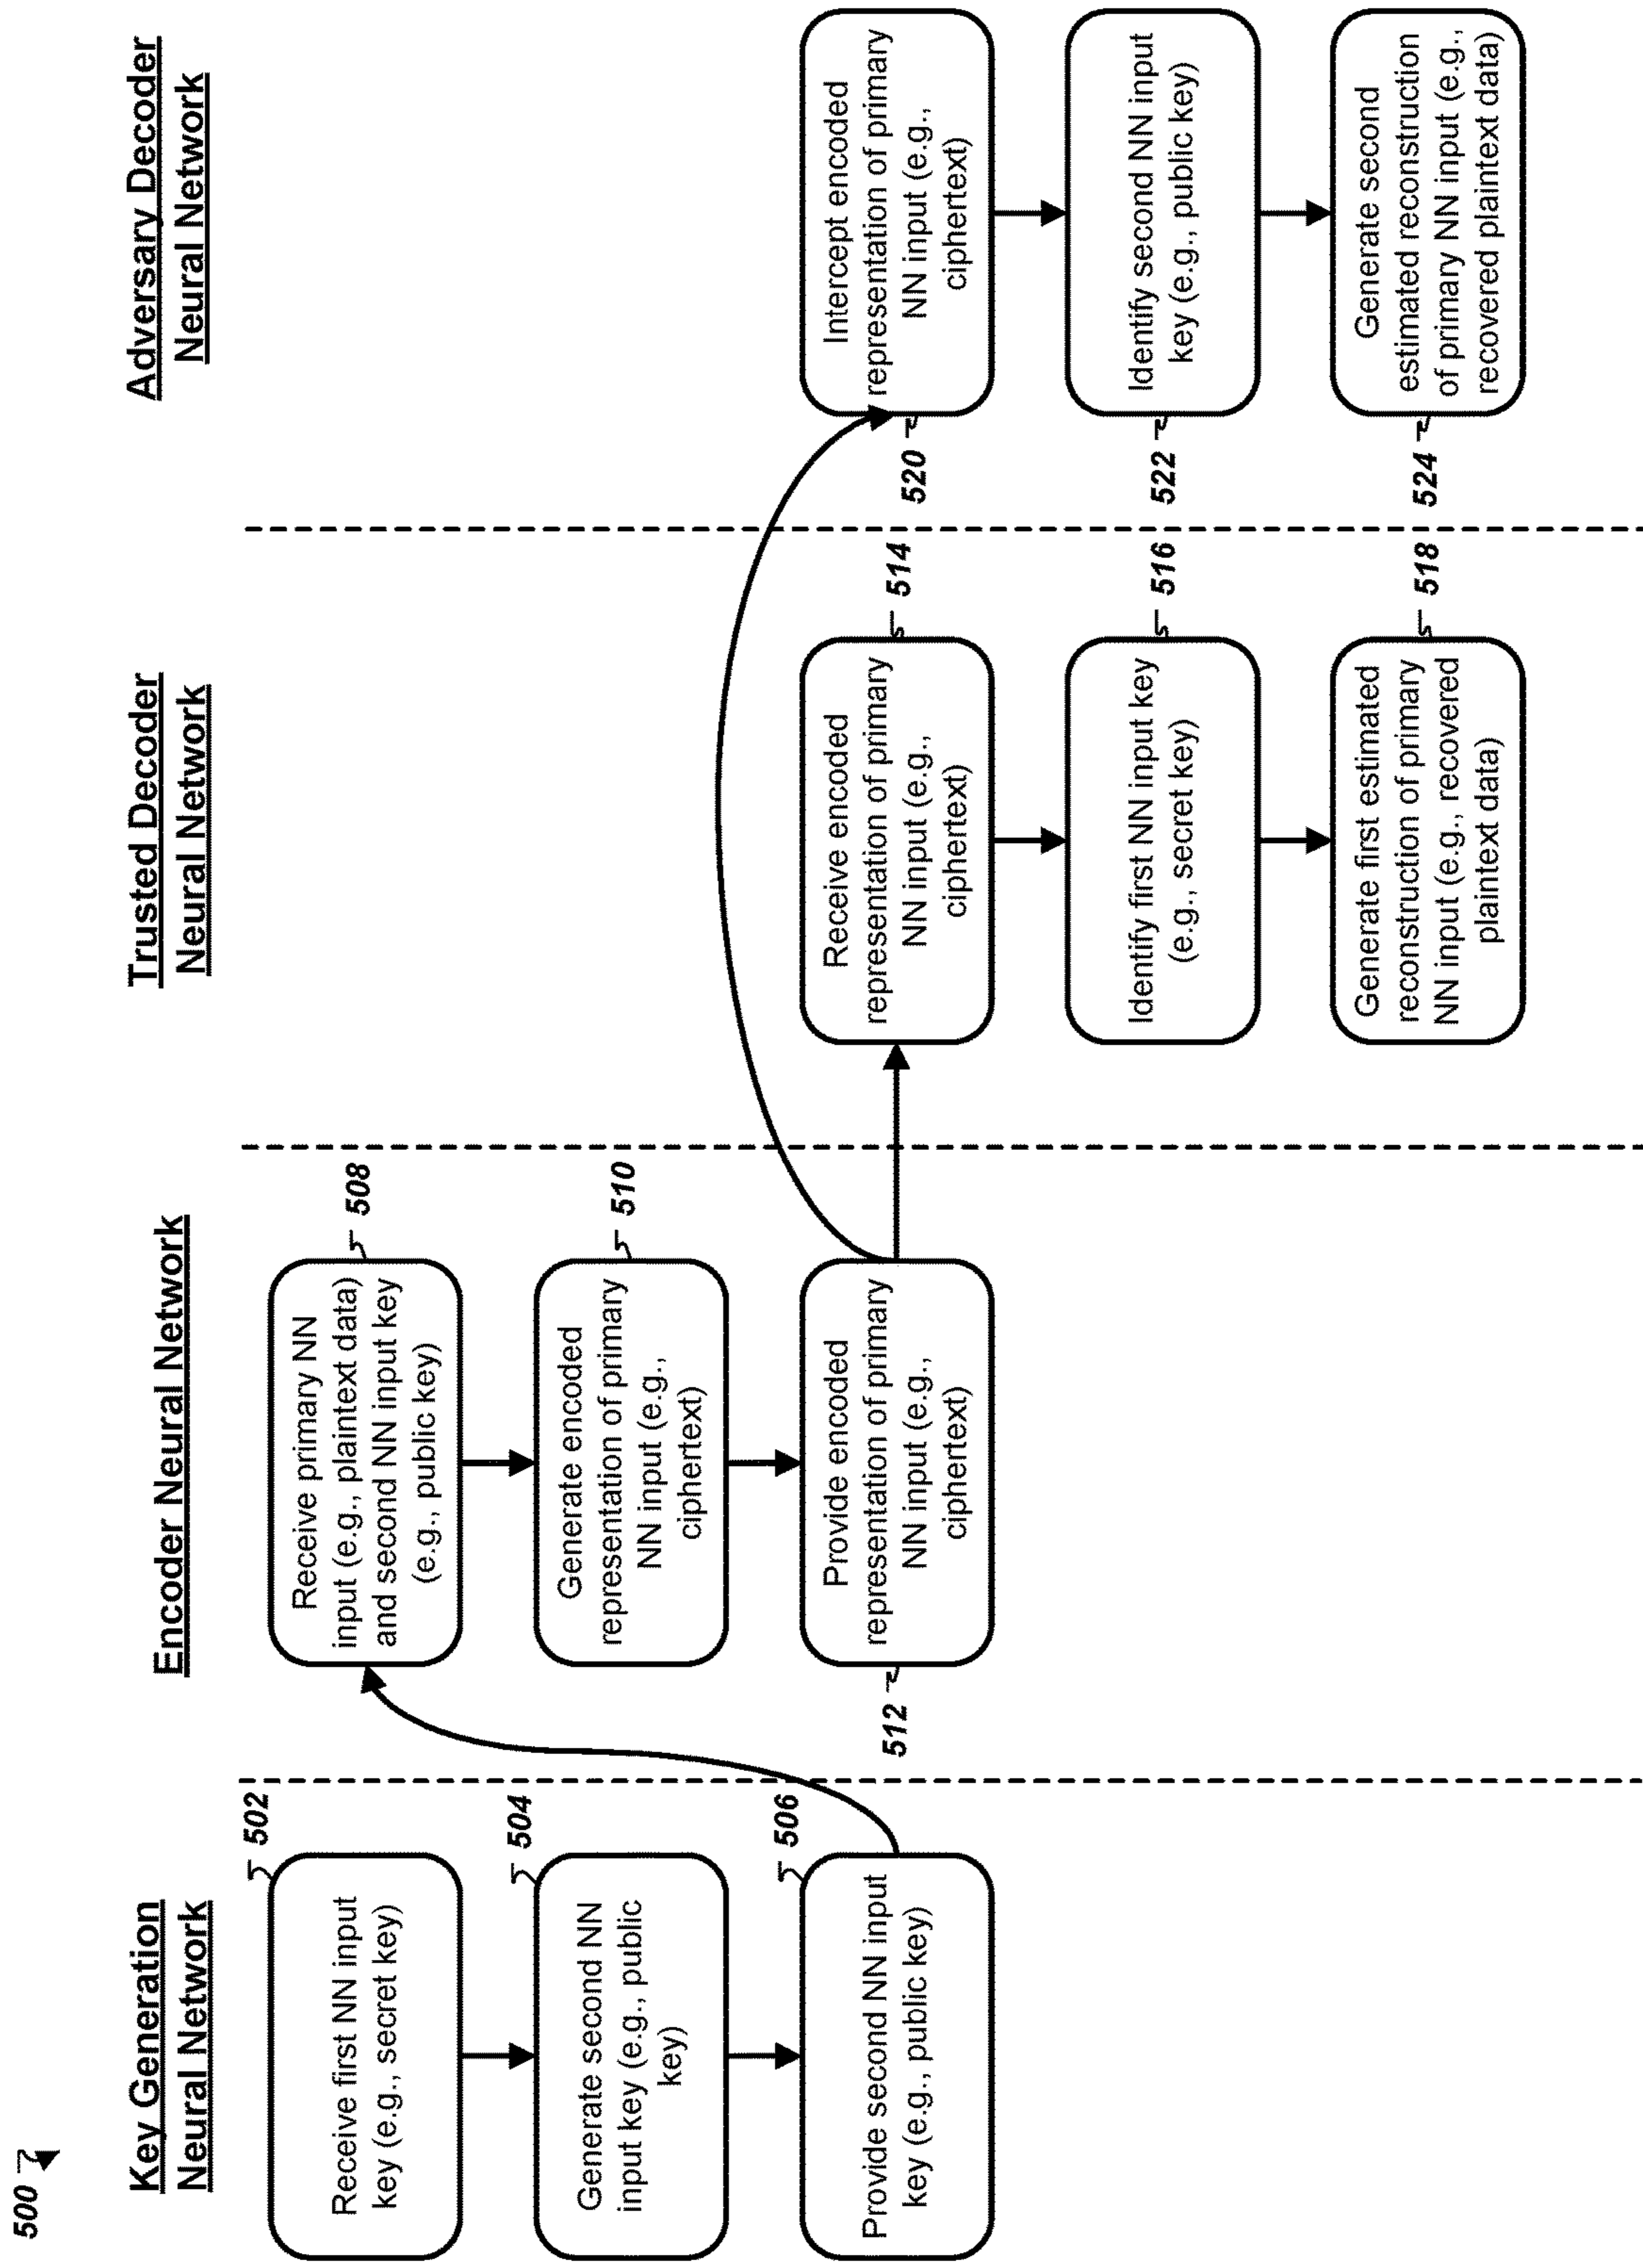 500
Key Generation
Neural Network
502
Receive first NN input
key (e.g., secret key)
504
Generate second NN
input key (e.g., public
key)
506
Provide second NN input
key (e.g., public key)
Encoder Neural Network
508
Receive primary NN
input (e.g., plaintext data)
and second NN input key
(e.g., public key)
510
Generate encoded
representation of primary
NN input (e.g.,
ciphertext)
512
Provide encoded
representation of primary
NN input (e.g.,
ciphertext)
Trusted Decoder
Neural Network
514
Receive encoded
representation of primary
NN input (e.g.,
ciphertext)
516
Identify first NN input key
(e.g., secret key)
518
Generate first estimated
reconstruction of primary
NN input (e.g., recovered
plaintext data)
Adversary Decoder
Neural Network
520
Intercept encoded
representation of primary
NN input (e.g.,
ciphertext)
522
Identify second NN input
key (e.g., public key)
524
Generate second
estimated reconstruction
of primary NN input (e.g.,
recovered plaintext data)